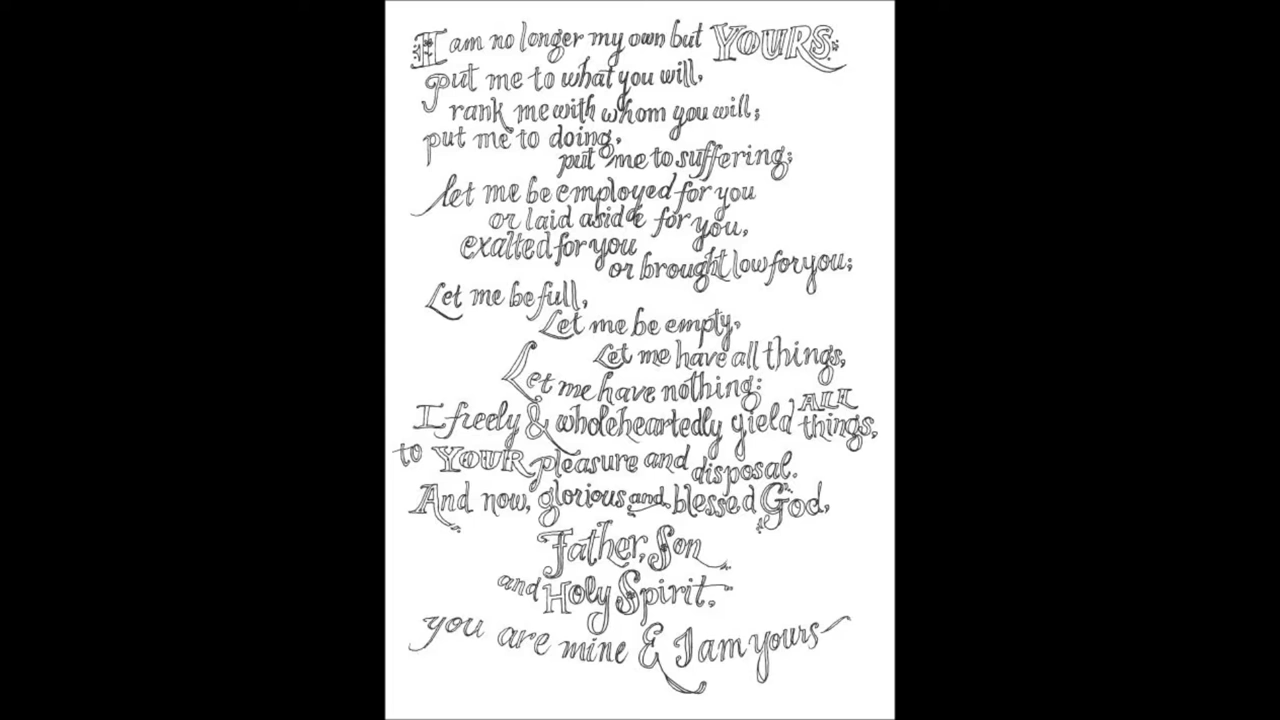 I am no longer my own but YOURS.
put me to what you will,
rank me with whom you will;
put me to doing,
put me to suffering:
let me be employed for you
or laid aside for you,
exalted for you
or brought low for you;
Let me be full,
Let me be empty,
Let me have all things,
Let me have nothing:
I freely & wholeheartedly yield ALL things,
to YOUR pleasure and disposal.
And now, glorious and blessed God,
Father, Son
and Holy Spirit,
you are mine & I am yours